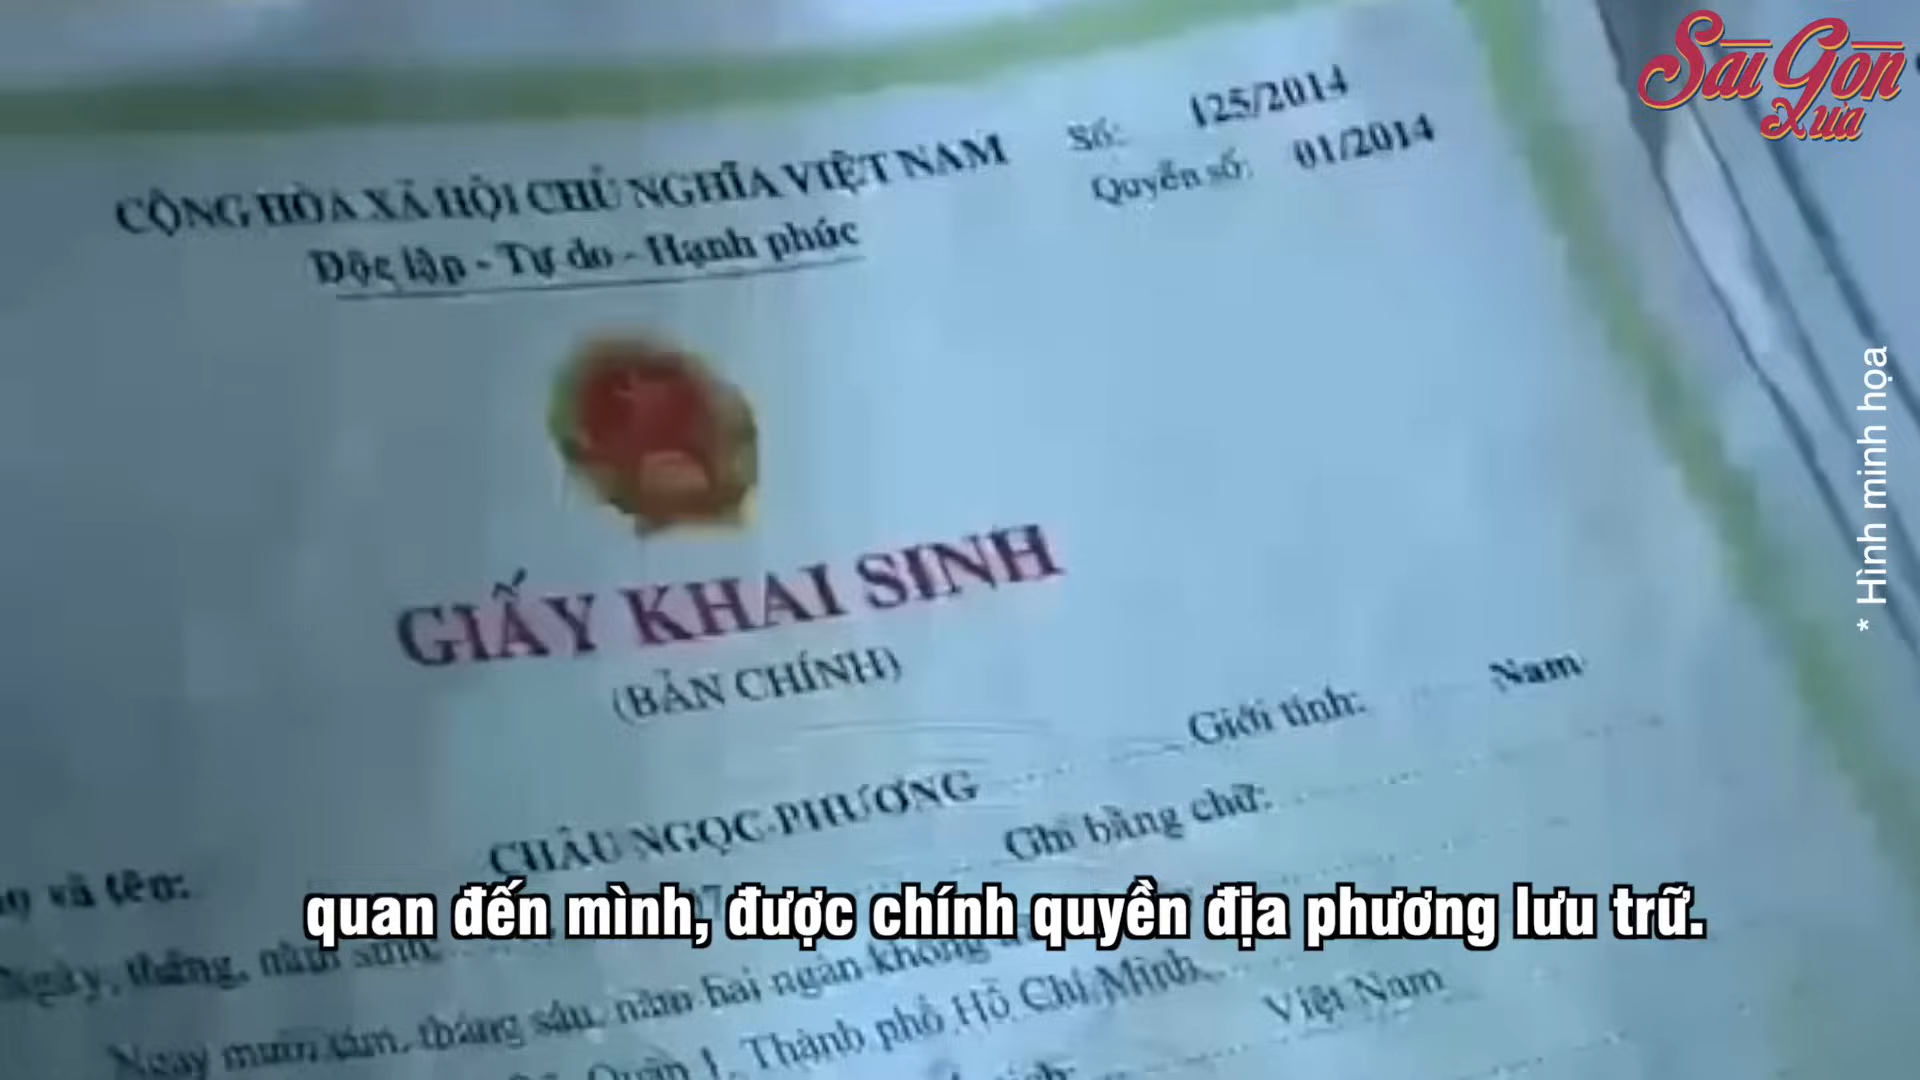 Sài Gòn
Xưa
CỘNG HÒA XÃ HỘI CHỦ NGHĨA VIỆT NAM
Độc lập - Tự do - Hạnh phúc
Số: 125/2014
Quyển số: 01/2014
* Hình minh họa
GIẤY KHAI SINH
(BẢN CHÍNH)
CHÂU NGỌC PHƯƠNG Giới tính: Nam
và tên: Ghi bằng chữ:
quan đến mình, được chính quyền địa phương lưu trữ.
Ngày, tháng, năm sinh:
Ngày mười tám, tháng sáu, năm hai ngàn không
Quận 1, Thành phố Hồ Chí Minh
Việt Nam